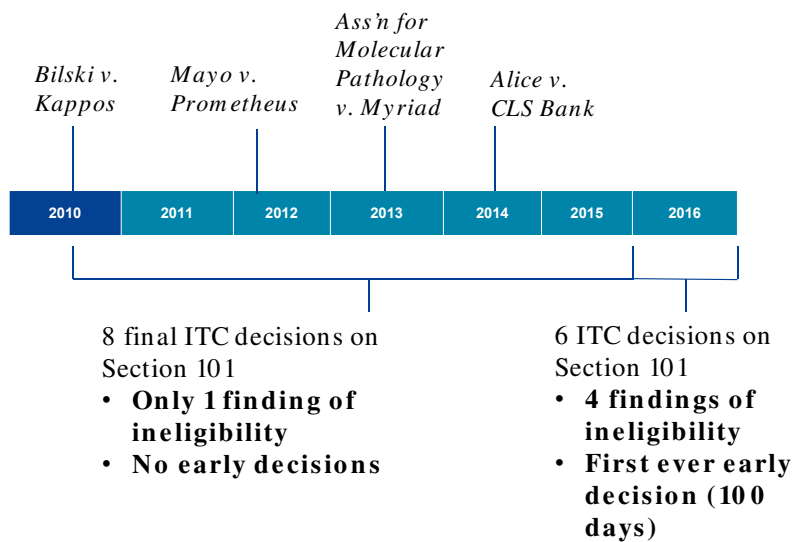 Bilski v.
Kappos
Mayo v.
Prometheus
Ass'n for
Molecular
Pathology
v. Myriad
Alice v.
CLS Bank
2010
2011
2012
2013
2014
2015
2016
8 final ITC decisions on
Section 101
• Only 1 finding of
ineligibility
• No early decisions
6 ITC decisions on
Section 101
• 4 findings of
ineligibility
• First ever early
decision (100
days)